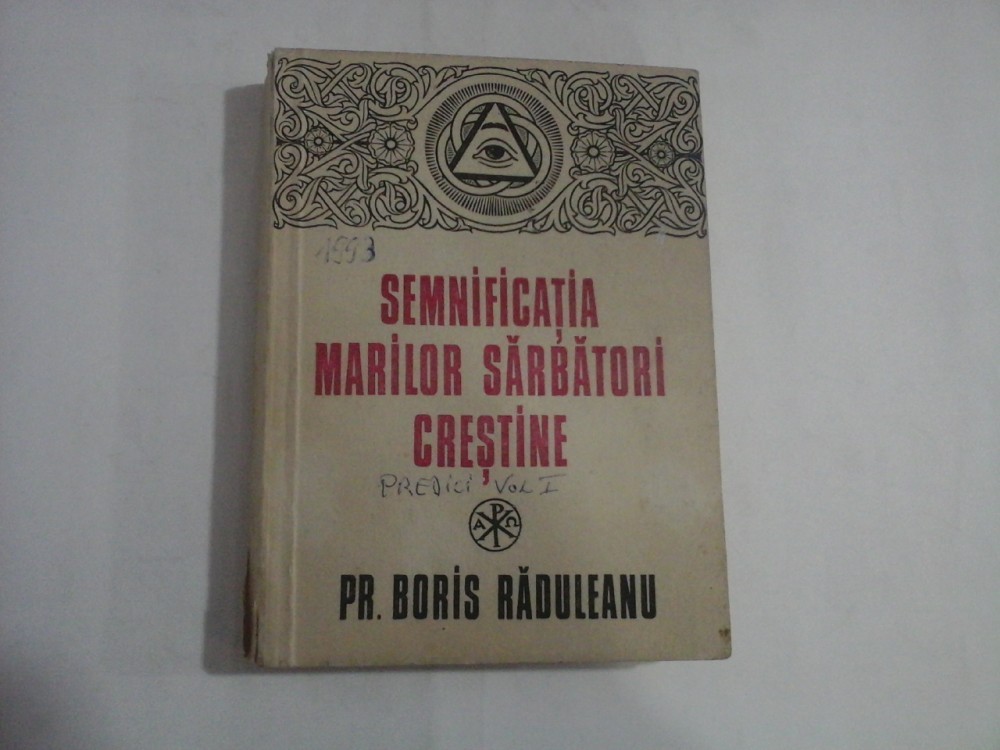 1993
SEMNIFICAȚIA
MARILOR SĂRBĂTORI
CREȘTINE
PREDICI VOL I
Α Ρ Ω
PR. BORIS RĂDULEANU